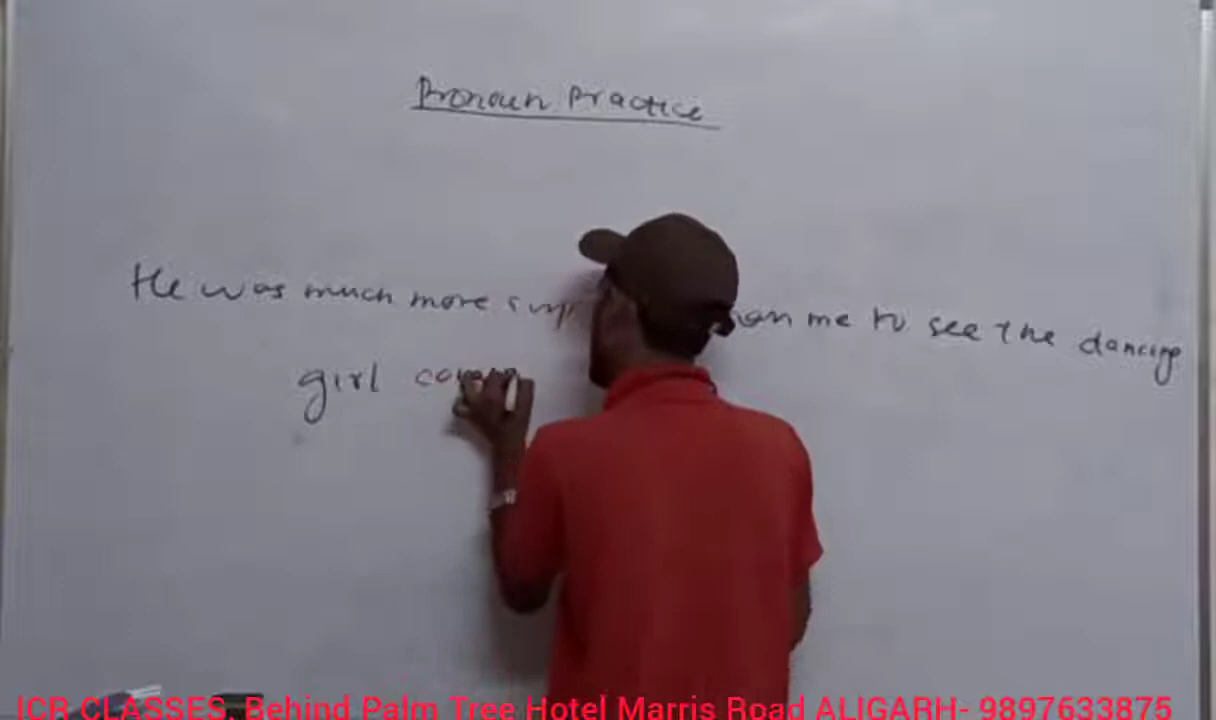 Pronoun Practice
He was much more me to see the dancing
girl
ICR CLASSES, Behind Palm Tree Hotel Marris Road ALIGARH- 9897633875